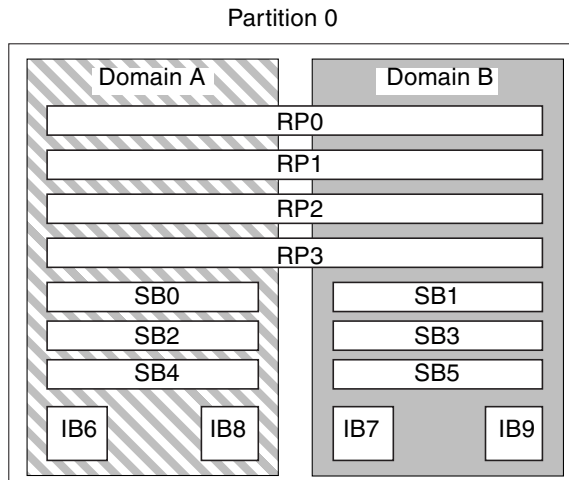 Partition 0
Domain A Domain B
RP0
RP1
RP2
RP3
SB0 SB1
SB2 SB3
SB4 SB5
IB6 IB8 IB7 IB9